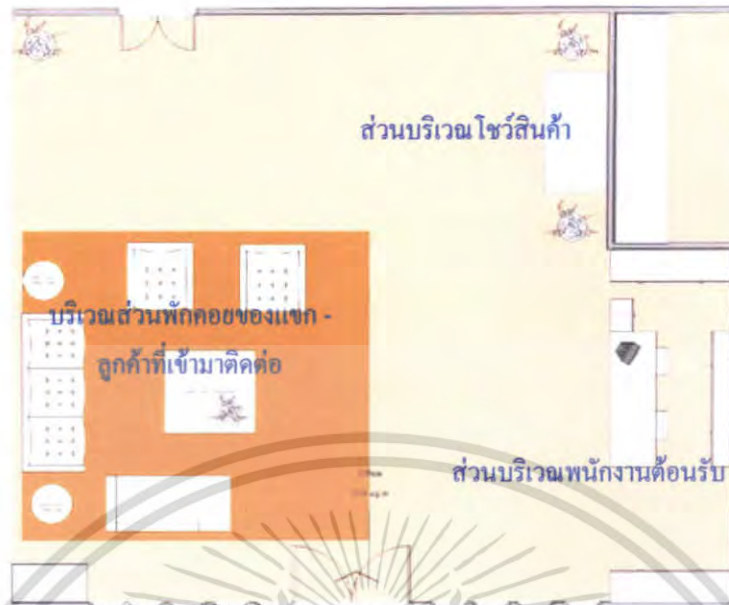 ส่วนบริเวณโชว์สินค้า
บริเวณส่วนพักคอยของแขก -
ลูกค้าที่เข้ามาติดต่อ
ส่วนบริเวณพนักงานต้อนรับ